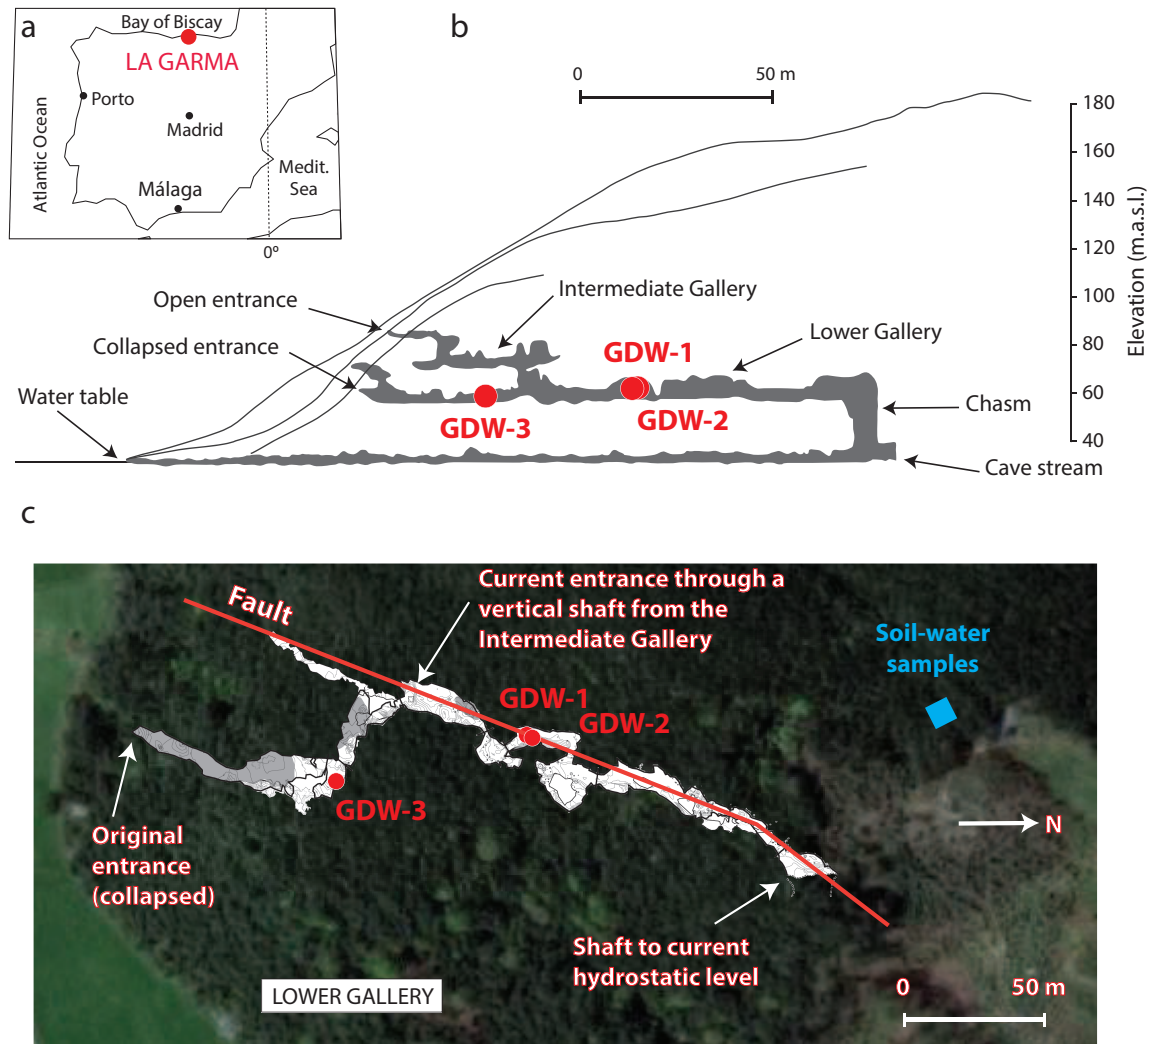 a
Bay of Biscay
LA GARMA
Porto
Madrid
Atlantic Ocean
Medit.
Sea
Málaga
0º
b
0
50 m
180
160
140
120
100
80
60
40
Elevation (m.a.s.l.)
Open entrance
Intermediate Gallery
Collapsed entrance
Lower Gallery
GDW-1
Water table
GDW-3
GDW-2
Chasm
Cave stream
c
Fault
Current entrance through a
vertical shaft from the
Intermediate Gallery
Soil-water
samples
GDW-1
GDW-2
GDW-3
Original
entrance
(collapsed)
N
Shaft to current
hydrostatic level
LOWER GALLERY
0
50 m